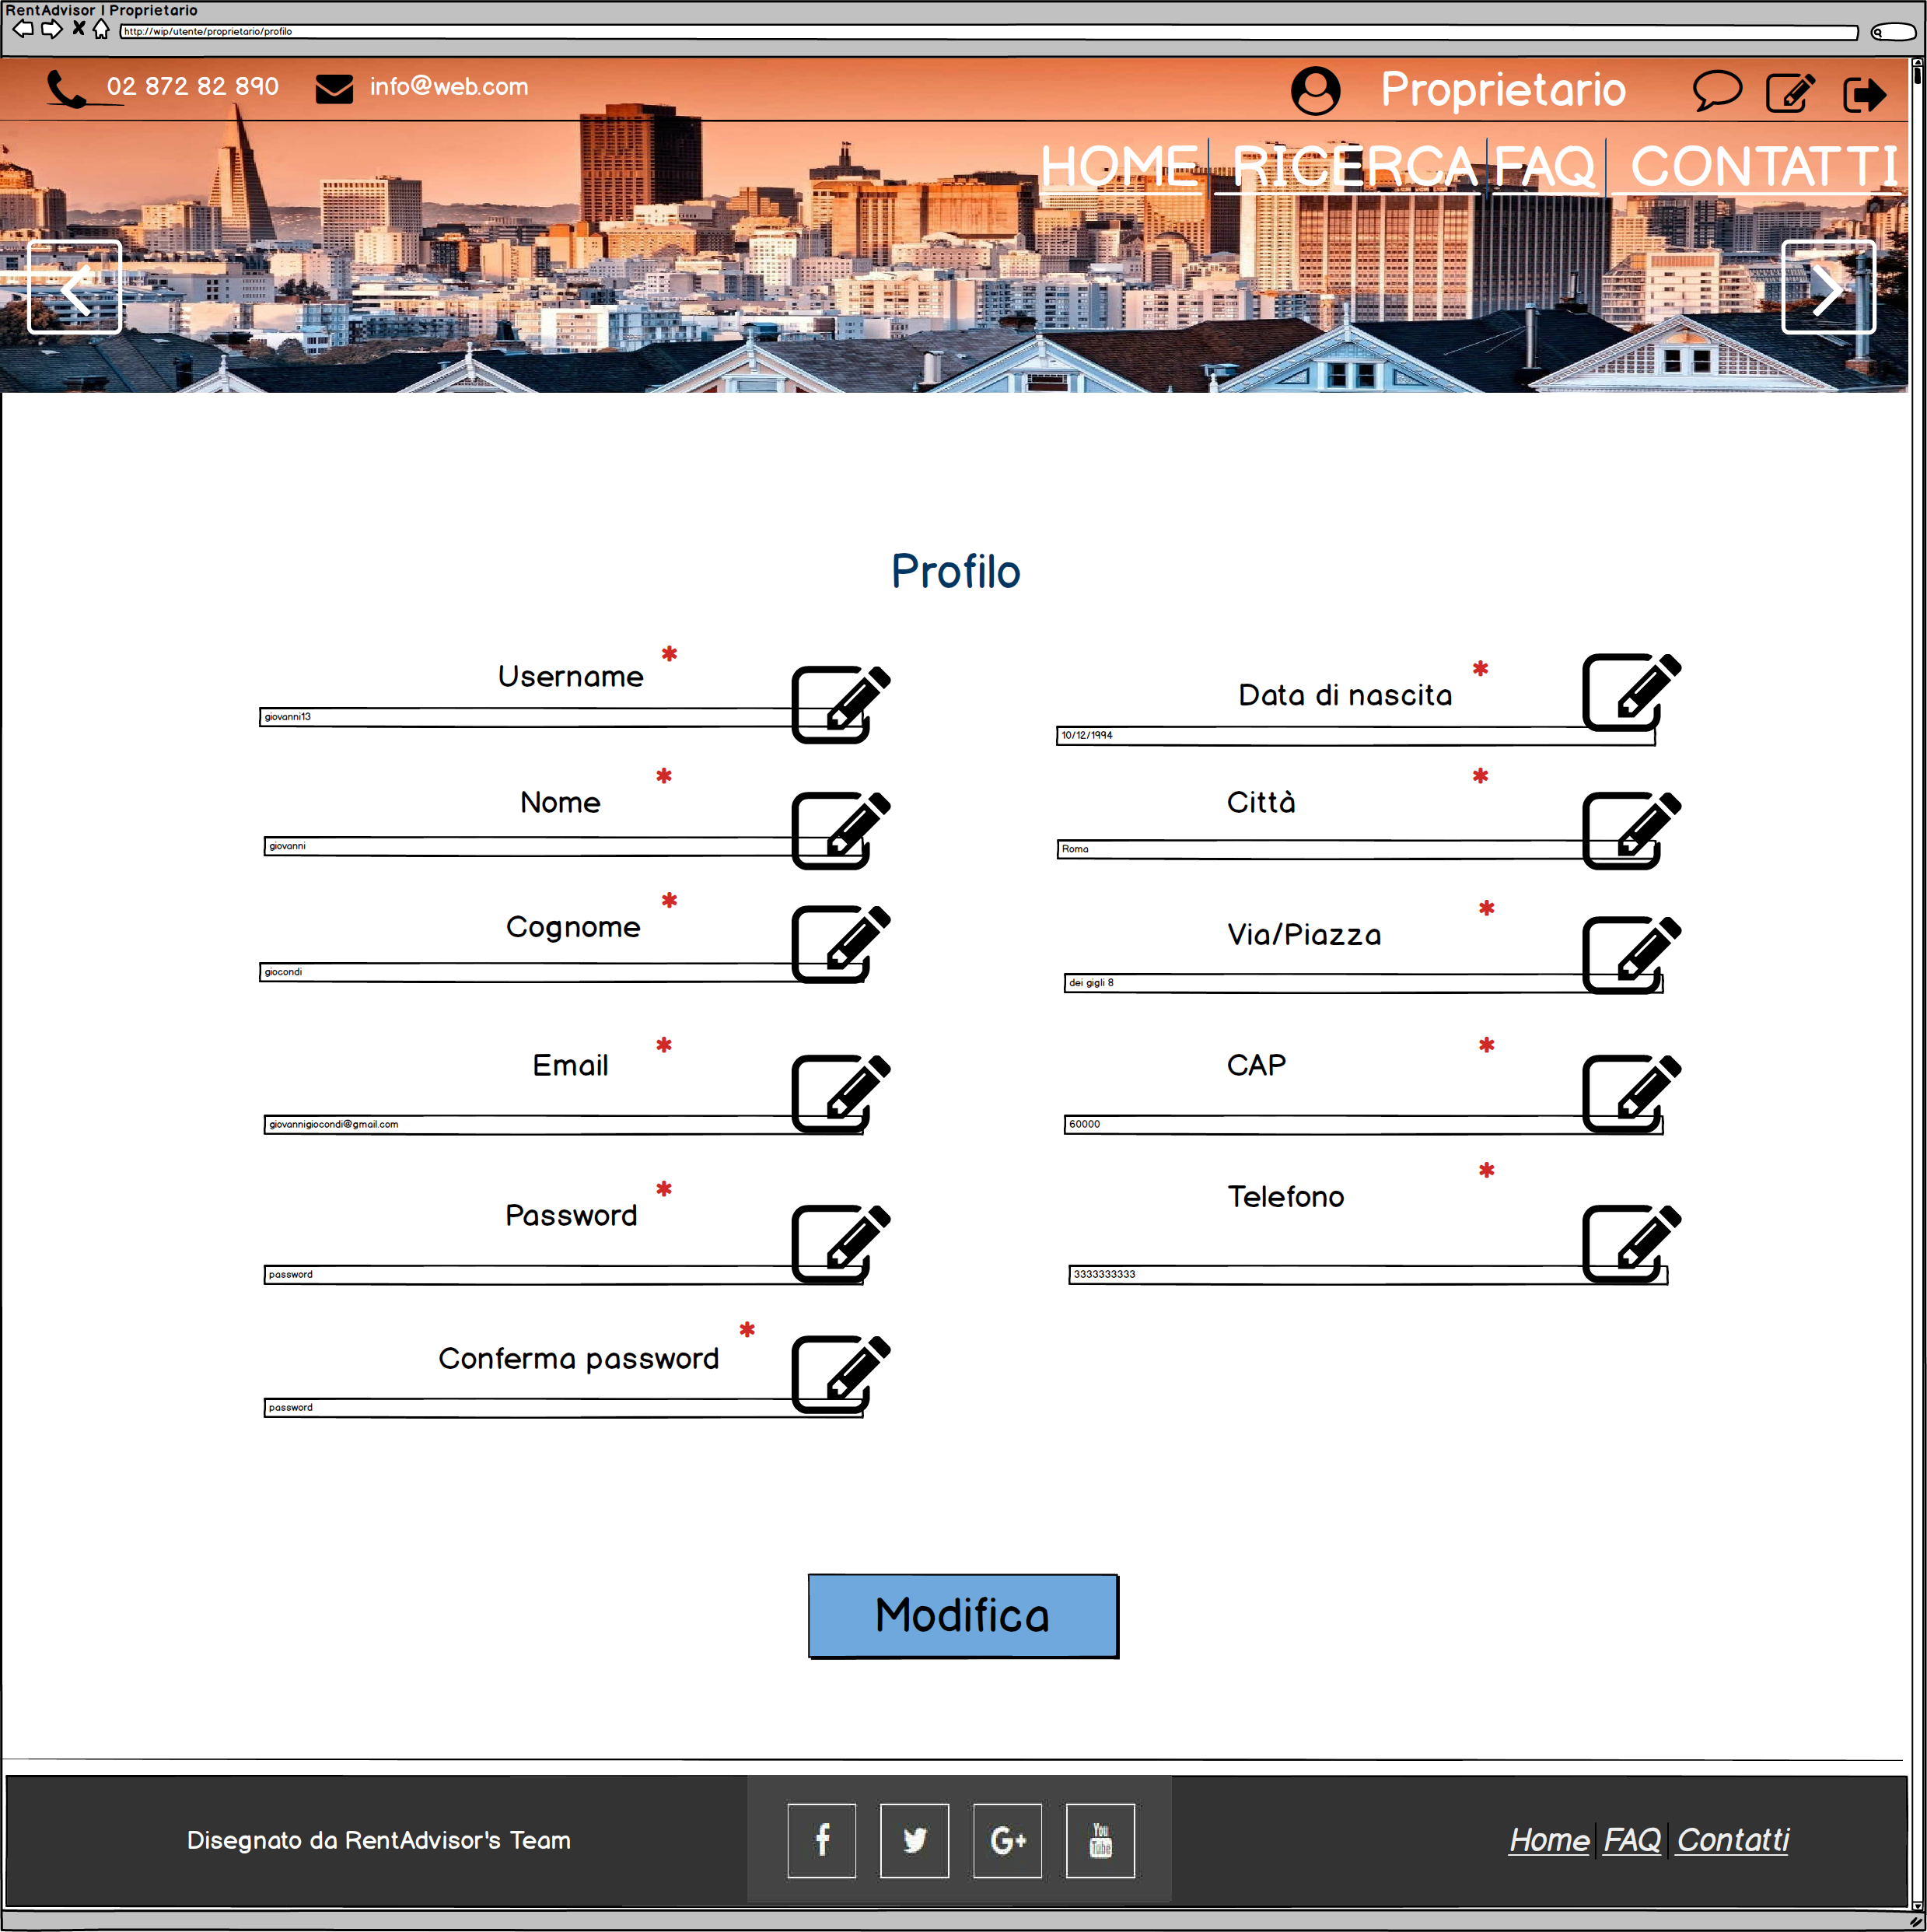 RentAdvisor | Proprietario
http://wip/utente/proprietario/profilo
02 872 82 890 info@web.com Proprietario
HOME RICERCA FAQ CONTATTI
Profilo
Username *
giovanni13
Data di nascita *
10/12/1994
Nome *
giovanni
Città *
Roma
Cognome *
giocondi
Via/Piazza *
dei gigli 8
Email *
giovannigiocondi@gmail.com
CAP *
60000
Password *
password
Telefono *
3333333333
Conferma password *
password
Modifica
Disegnato da RentAdvisor's Team
f G+ You Tube
Home FAQ Contatti